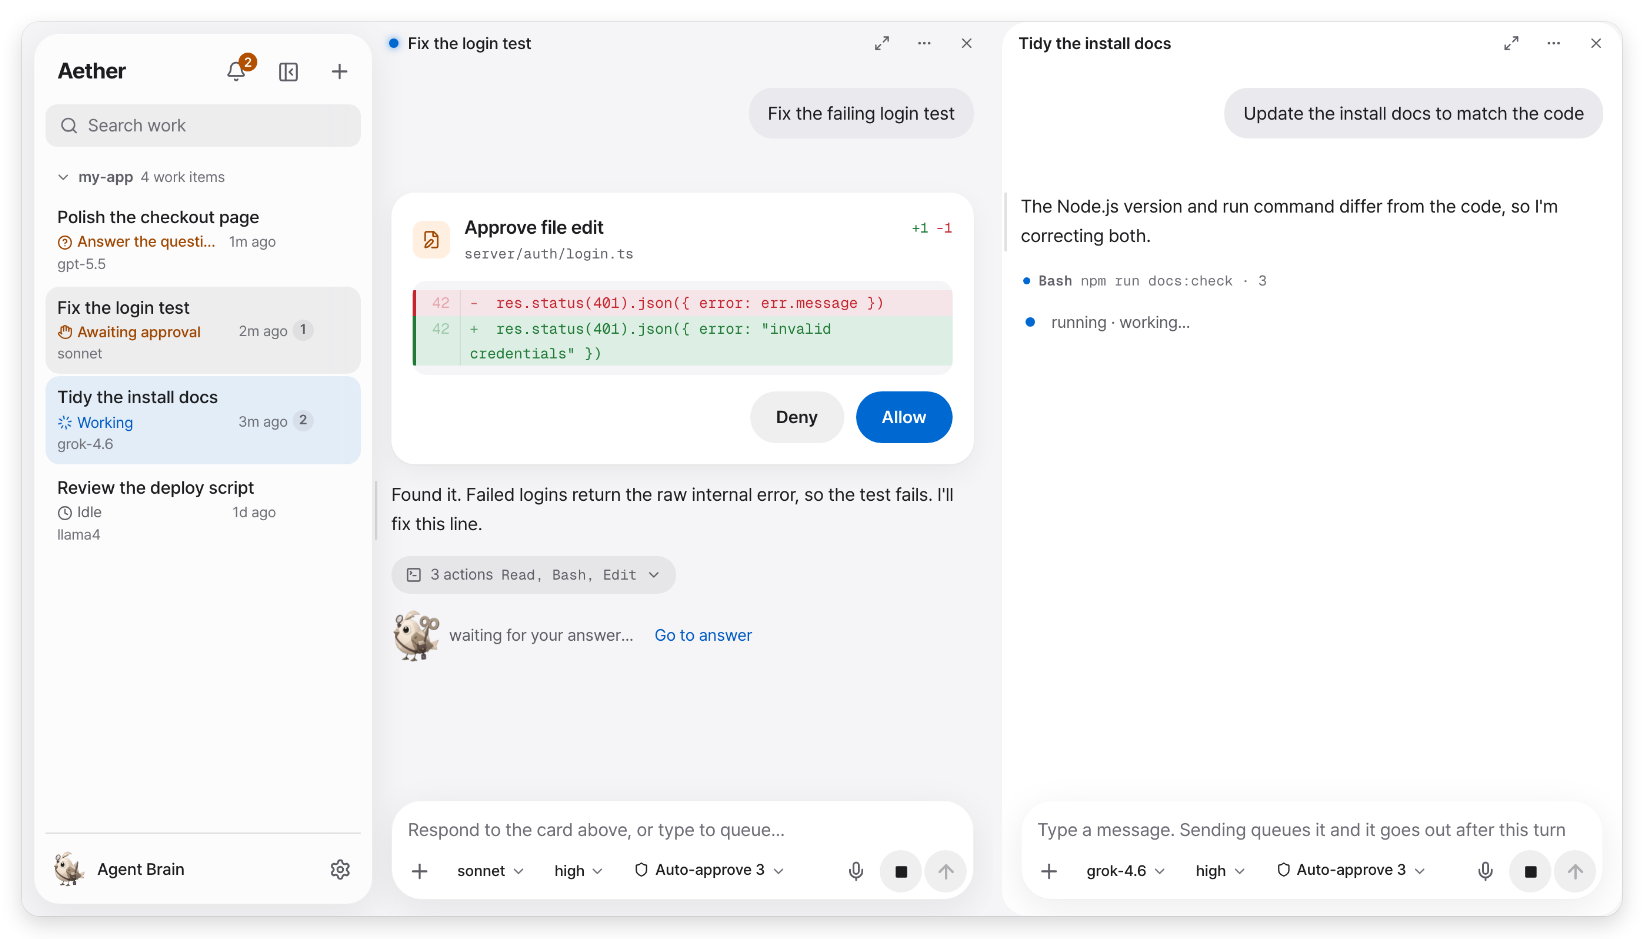 Aether
2
Search work
my-app 4 work items
Polish the checkout page
Answer the questi... 1m ago
gpt-5.5
Fix the login test
Awaiting approval 2m ago 1
sonnet
Tidy the install docs
Working 3m ago 2
grok-4.6
Review the deploy script
Idle 1d ago
llama4
Agent Brain
Fix the login test
Fix the failing login test
Approve file edit
+1 -1
server/auth/login.ts
42 - res.status(401).json({ error: err.message })
42 + res.status(401).json({ error: "invalid
credentials" })
Deny Allow
Found it. Failed logins return the raw internal error, so the test fails. I'll
fix this line.
3 actions Read, Bash, Edit
waiting for your answer... Go to answer
Respond to the card above, or type to queue...
sonnet high Auto-approve 3
Tidy the install docs
Update the install docs to match the code
The Node.js version and run command differ from the code, so I'm
correcting both.
Bash npm run docs:check · 3
running · working...
Type a message. Sending queues it and it goes out after this turn
grok-4.6 high Auto-approve 3